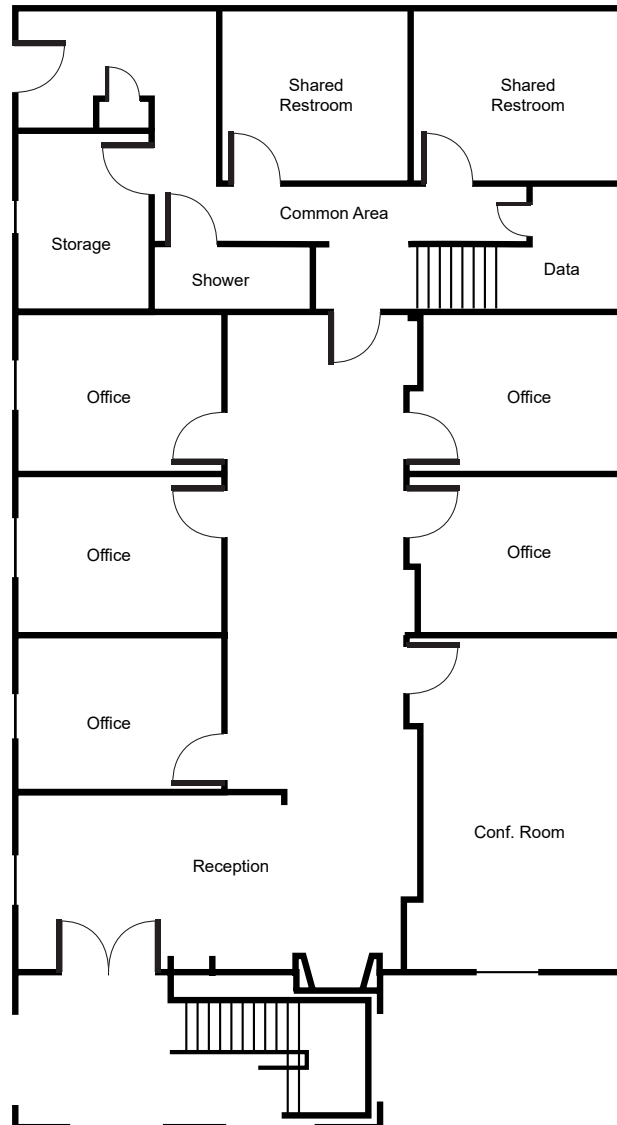 Shared
Restroom
Shared
Restroom
Common Area
Storage
Shower
Data
Office
Office
Office
Office
Office
Conf. Room
Reception